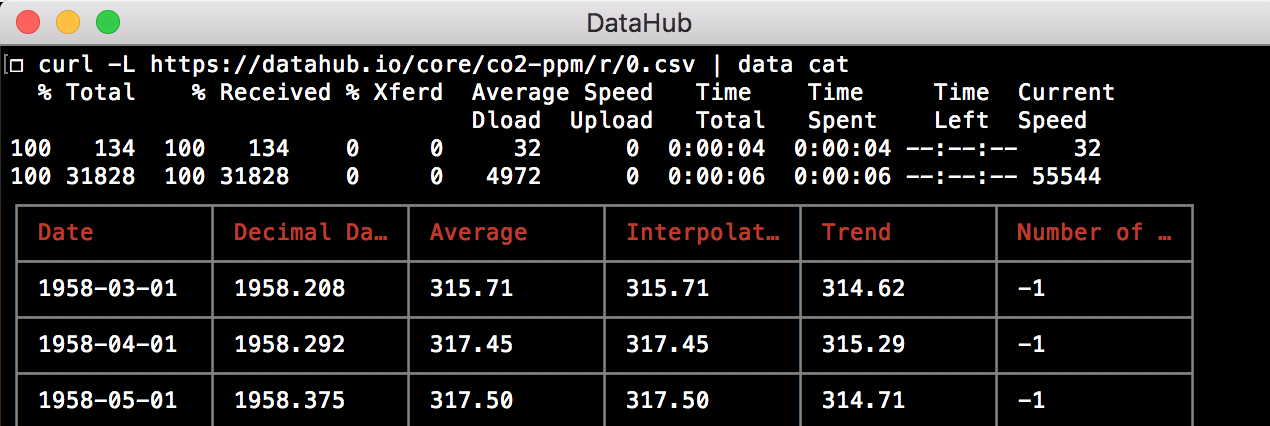 DataHub
curl -L https://datahub.io/core/co2-ppm/r/0.csv | data cat
% Total % Received % Xferd Average Speed Time Time Time Current
Dload Upload Total Spent Left Speed
100 134 100 134 0 0 32 0 0:00:04 0:00:04 --:--:-- 32
100 31828 100 31828 0 0 4972 0 0:00:06 0:00:06 --:--:-- 55544
Date Decimal Da… Average Interpolat… Trend Number of …
1958-03-01 1958.208 315.71 315.71 314.62 -1
1958-04-01 1958.292 317.45 317.45 315.29 -1
1958-05-01 1958.375 317.50 317.50 314.71 -1